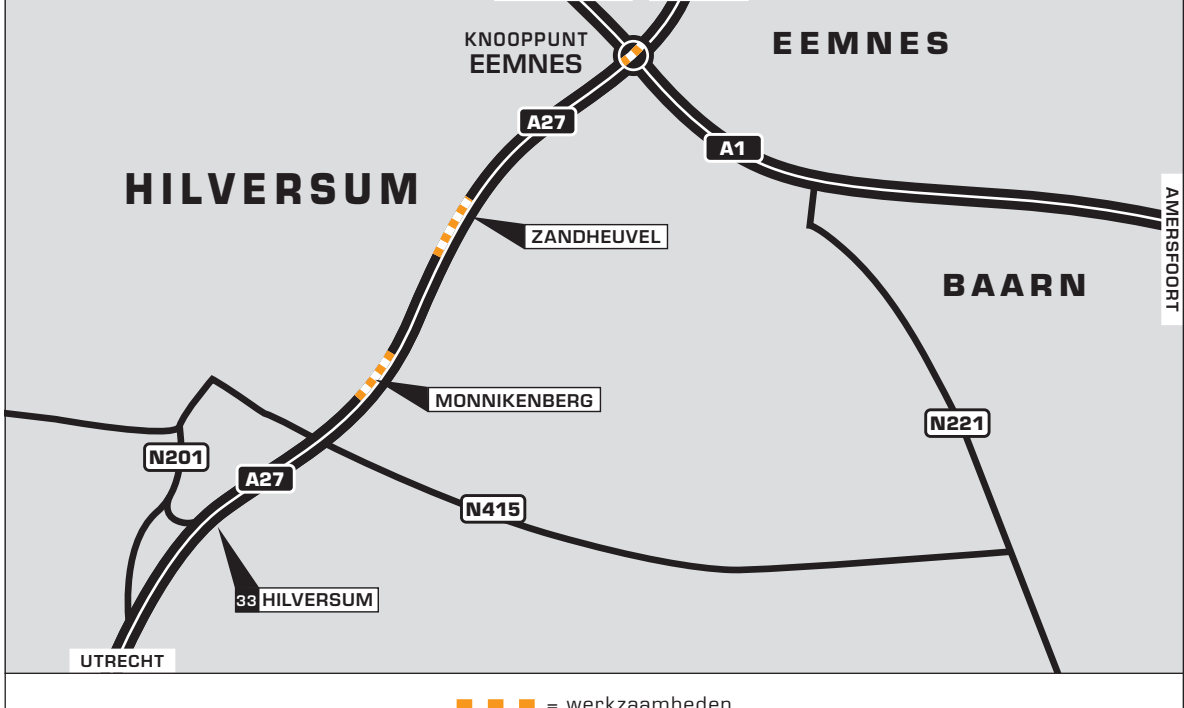 KNOOPPUNT
EEMNES
EEMNES
A27
A1
HILVERSUM
AMERSFOORT
ZANDHEUVEL
BAARN
MONNIKENBERG
N221
N201
A27
N415
33 HILVERSUM
UTRECHT
= werkzaamheden